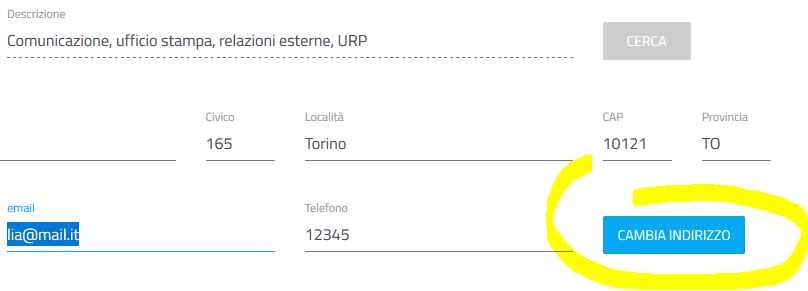 Descrizione
Comunicazione, ufficio stampa, relazioni esterne, URP
CERCA
Civico Località CAP Provincia
165 Torino 10121 TO
email Telefono
lia@mail.it 12345 CAMBIA INDIRIZZO